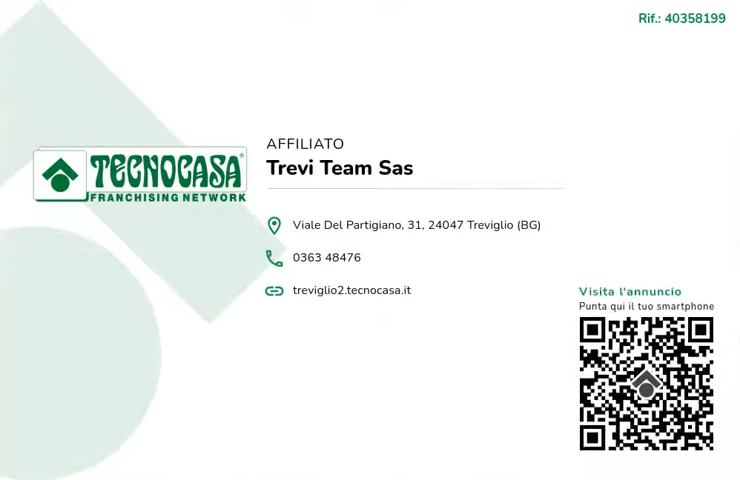 Rif.: 40358199
AFFILIATO
Trevi Team Sas
TECNOCASA
FRANCHISING NETWORK
Viale Del Partigiano, 31, 24047 Treviglio (BG)
0363 48476
treviglio2.tecnocasa.it
Visita l'annuncio
Punta qui il tuo smartphone